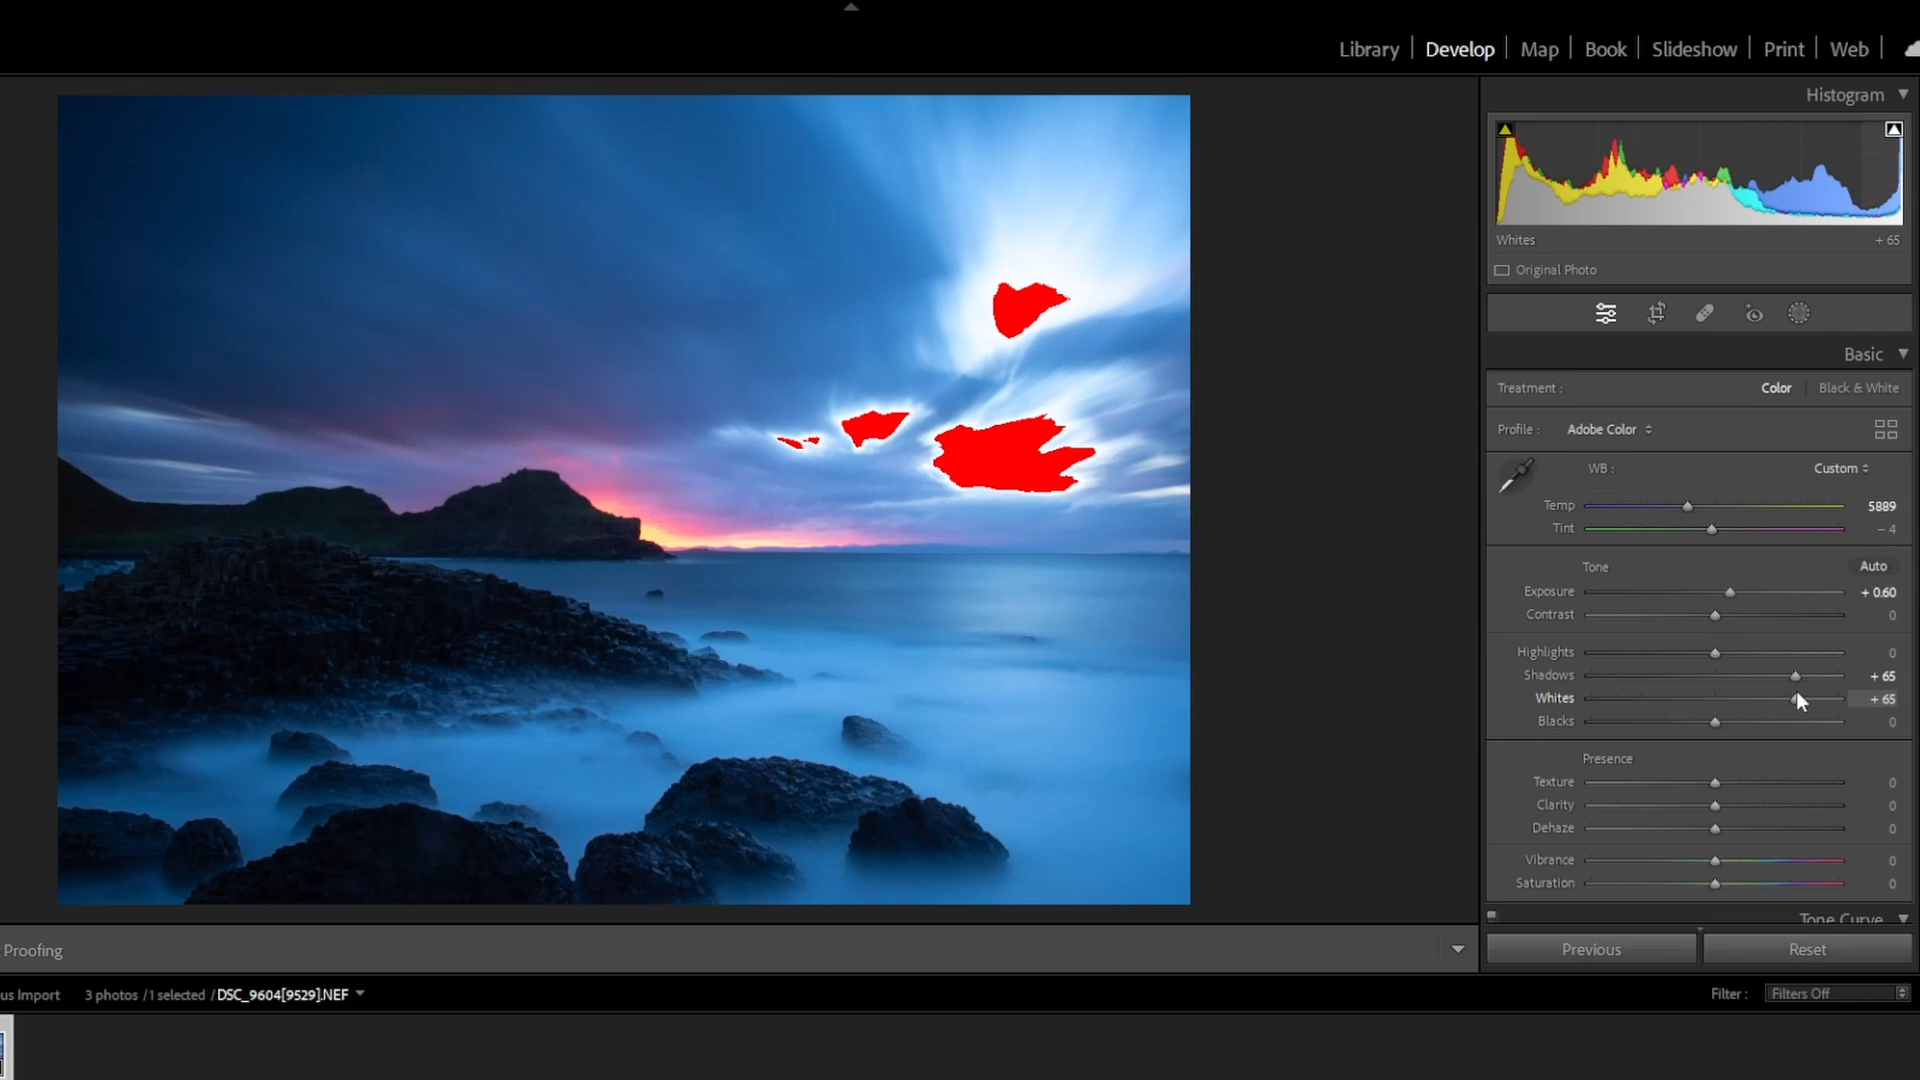 Library | Develop | Map | Book | Slideshow | Print | Web |
Histogram
Whites + 65
Original Photo
Basic
Treatment : Color | Black & White
Profile : Adobe Color
WB : Custom
Temp 5889
Tint - 4
Tone Auto
Exposure + 0.60
Contrast 0
Highlights 0
Shadows + 65
Whites + 65
Blacks 0
Presence
Texture 0
Clarity 0
Dehaze 0
Vibrance 0
Saturation 0
Tone Curve
Previous Reset
Proofing
us Import 3 photos / 1 selected / DSC_9604[9529].NEF
Filter : Filters Off